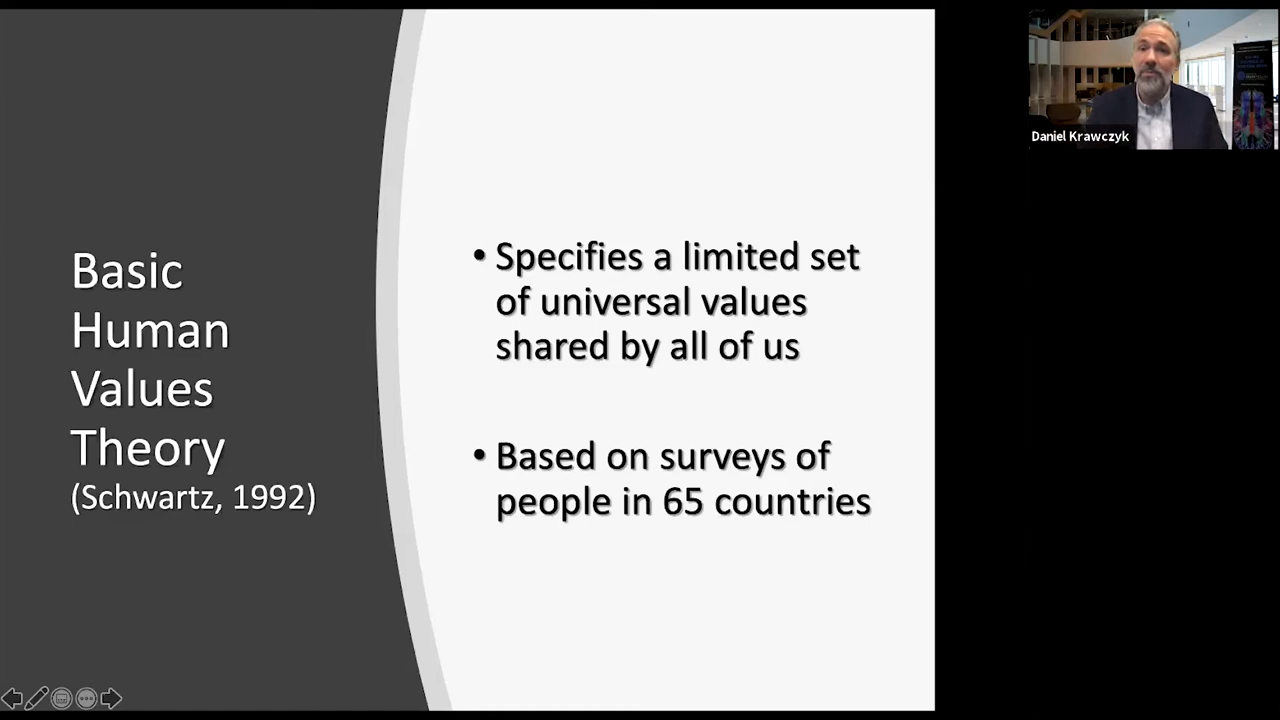 Basic
Human
Values
Theory
(Schwartz, 1992)
• Specifies a limited set
of universal values
shared by all of us
• Based on surveys of
people in 65 countries
Daniel Krawczyk